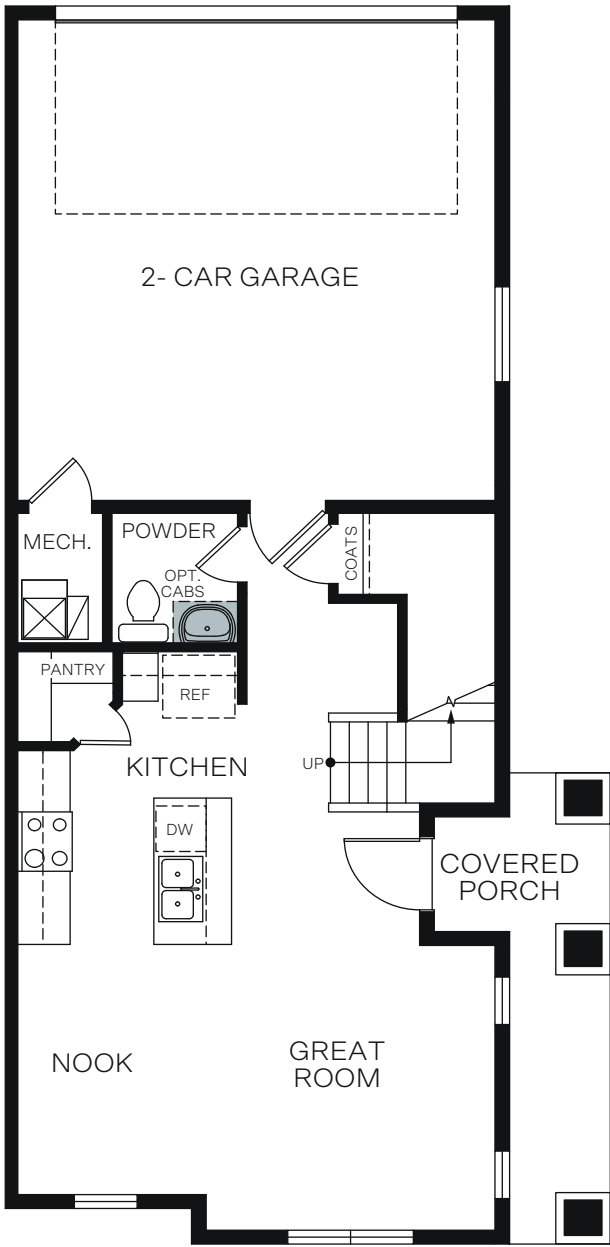 2- CAR GARAGE
MECH.
POWDER
OPT.
CABS
COATS
PANTRY
REF
KITCHEN
UP
DW
COVERED
PORCH
NOOK
GREAT
ROOM